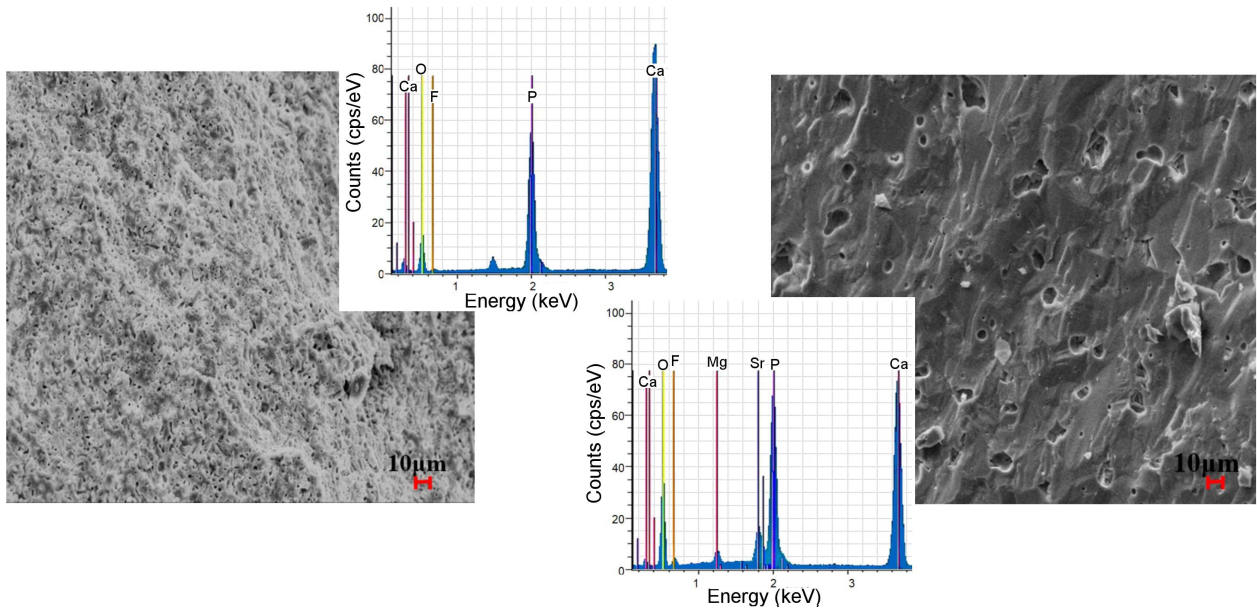 100
80
60
40
20
0
Counts (cps/eV)
Ca
O
F
P
Ca
1
2
3
Energy (keV)
10μm
100
80
60
40
20
0
Counts (cps/eV)
Ca
O
F
Mg
Sr
P
Ca
1
2
3
Energy (keV)
10μm